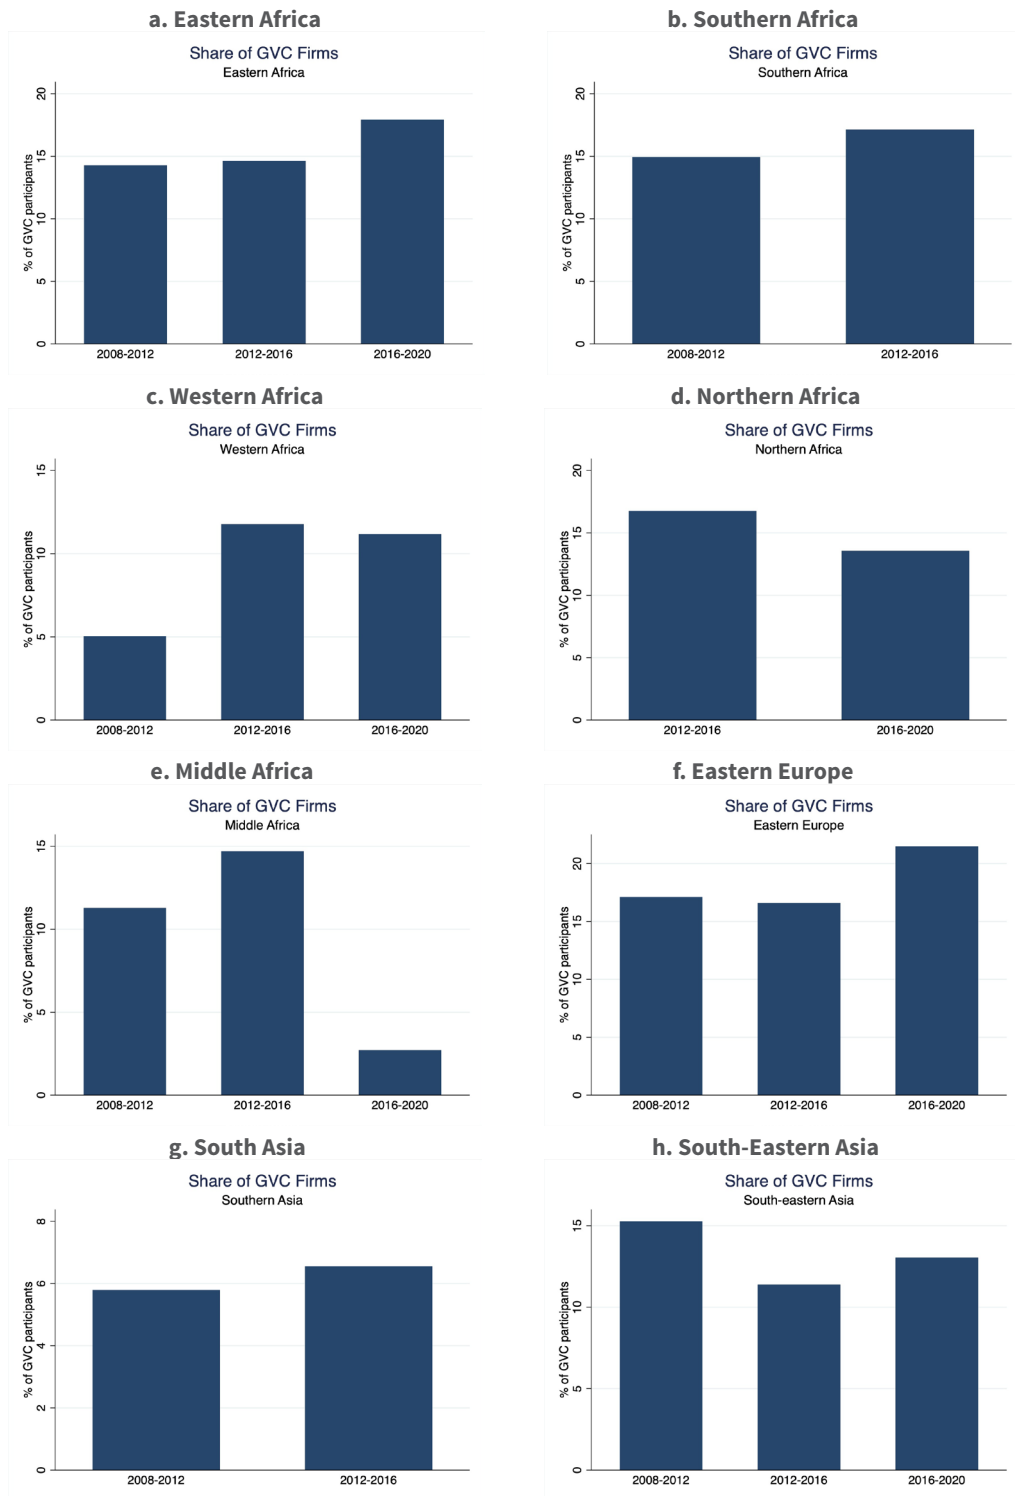 a. Eastern Africa
Share of GVC Firms
Eastern Africa
% of GVC participants
20
15
10
5
0
2008-2012
2012-2016
2016-2020
b. Southern Africa
Share of GVC Firms
Southern Africa
% of GVC participants
20
15
10
5
0
2008-2012
2012-2016
c. Western Africa
Share of GVC Firms
Western Africa
% of GVC participants
15
10
5
0
2008-2012
2012-2016
2016-2020
d. Northern Africa
Share of GVC Firms
Northern Africa
% of GVC participants
20
15
10
5
0
2012-2016
2016-2020
e. Middle Africa
Share of GVC Firms
Middle Africa
% of GVC participants
15
10
5
0
2008-2012
2012-2016
2016-2020
f. Eastern Europe
Share of GVC Firms
Eastern Europe
% of GVC participants
20
15
10
5
0
2008-2012
2012-2016
2016-2020
g. South Asia
Share of GVC Firms
Southern Asia
% of GVC participants
8
6
4
2
0
2008-2012
2012-2016
h. South-Eastern Asia
Share of GVC Firms
South-eastern Asia
% of GVC participants
15
10
5
0
2008-2012
2012-2016
2016-2020